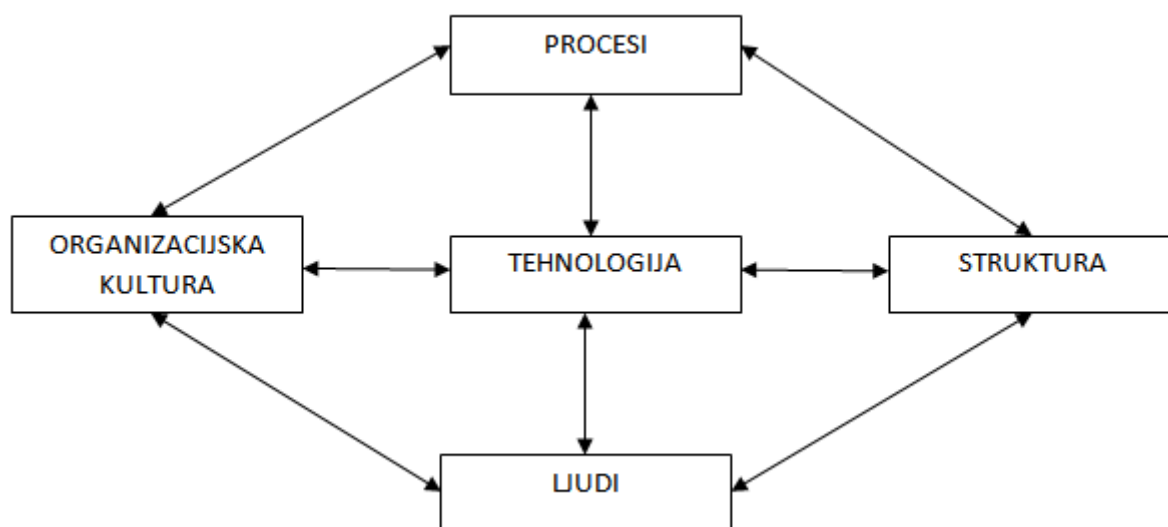 PROCESI
ORGANIZACIJSKA
KULTURA
TEHNOLOGIJA
STRUKTURA
LJUDI